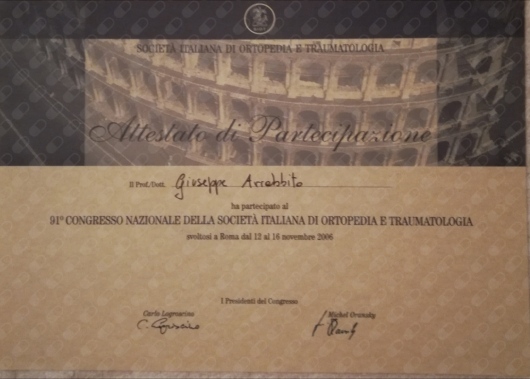 SOCIETÀ ITALIANA DI ORTOPEDIA E TRAUMATOLOGIA
Attestato di Partecipazione
Il Prof./Dott. Giuseppe Arrabbito
ha partecipato al
91° CONGRESSO NAZIONALE DELLA SOCIETÀ ITALIANA DI ORTOPEDIA E TRAUMATOLOGIA
svoltosi a Roma dal 12 al 16 novembre 2006
I Presidenti del Congresso
Carlo Logroscino Michel Oransky